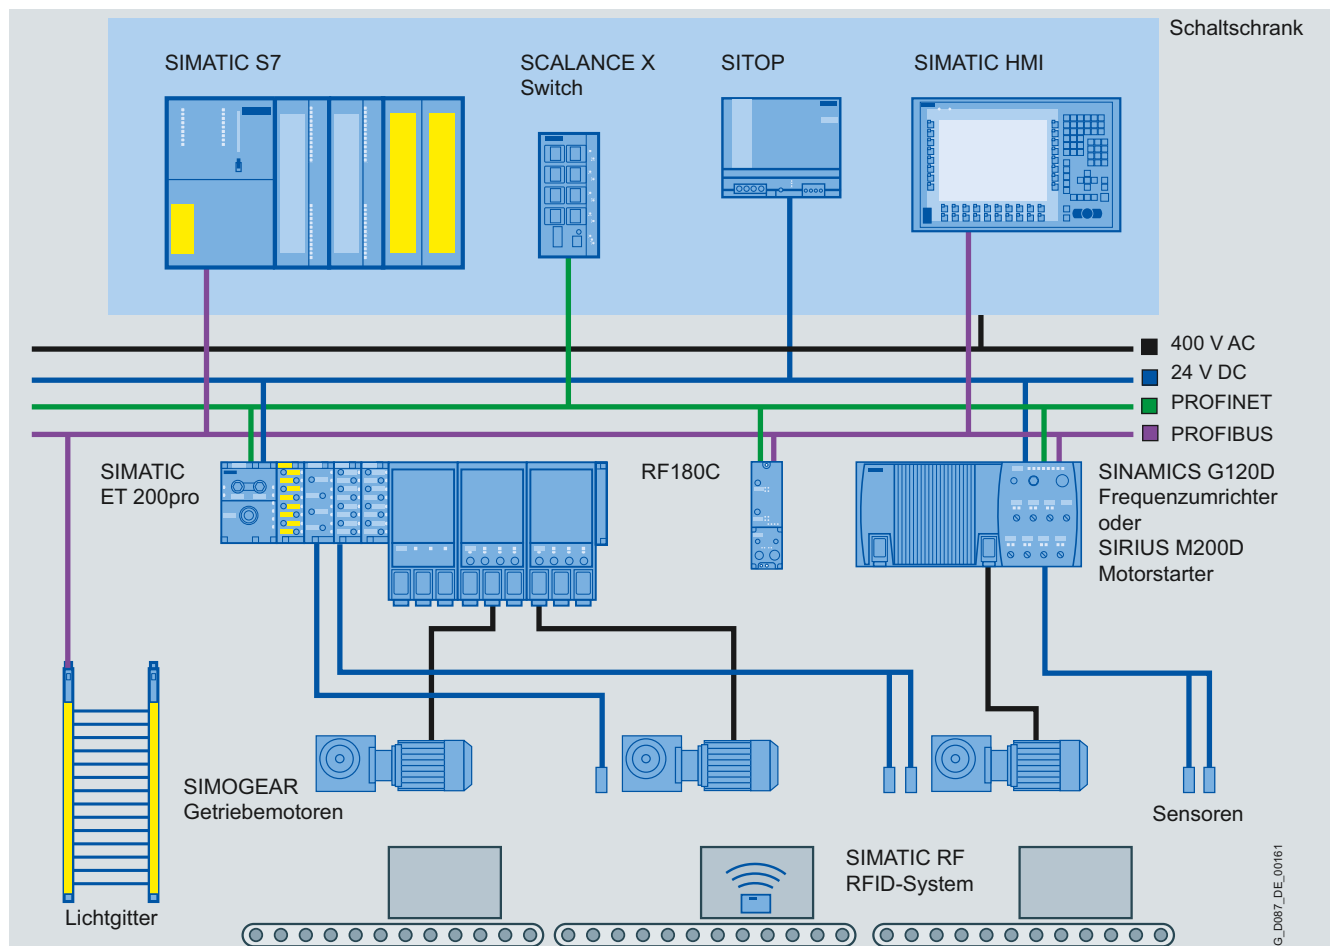 Schaltschrank
SIMATIC S7
SCALANCE X
Switch
SITOP
SIMATIC HMI
400 V AC
24 V DC
PROFINET
PROFIBUS
SIMATIC
ET 200pro
RF180C
SINAMICS G120D
Frequenzumrichter
oder
SIRIUS M200D
Motorstarter
SIMOGEAR
Getriebemotoren
Sensoren
SIMATIC RF
RFID-System
Lichtgitter
G_D087_DE_00161